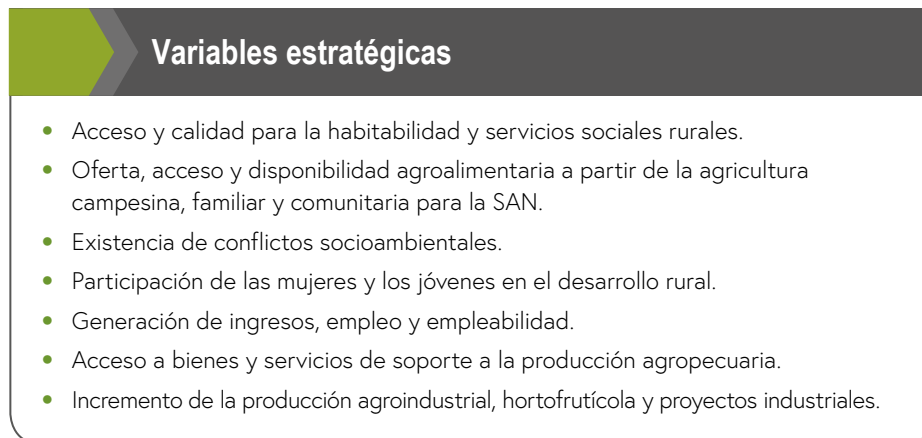 Variables estratégicas
• Acceso y calidad para la habitabilidad y servicios sociales rurales.
• Oferta, acceso y disponibilidad agroalimentaria a partir de la agricultura
campesina, familiar y comunitaria para la SAN.
• Existencia de conflictos socioambientales.
• Participación de las mujeres y los jóvenes en el desarrollo rural.
• Generación de ingresos, empleo y empleabilidad.
• Acceso a bienes y servicios de soporte a la producción agropecuaria.
• Incremento de la producción agroindustrial, hortofrutícola y proyectos industriales.